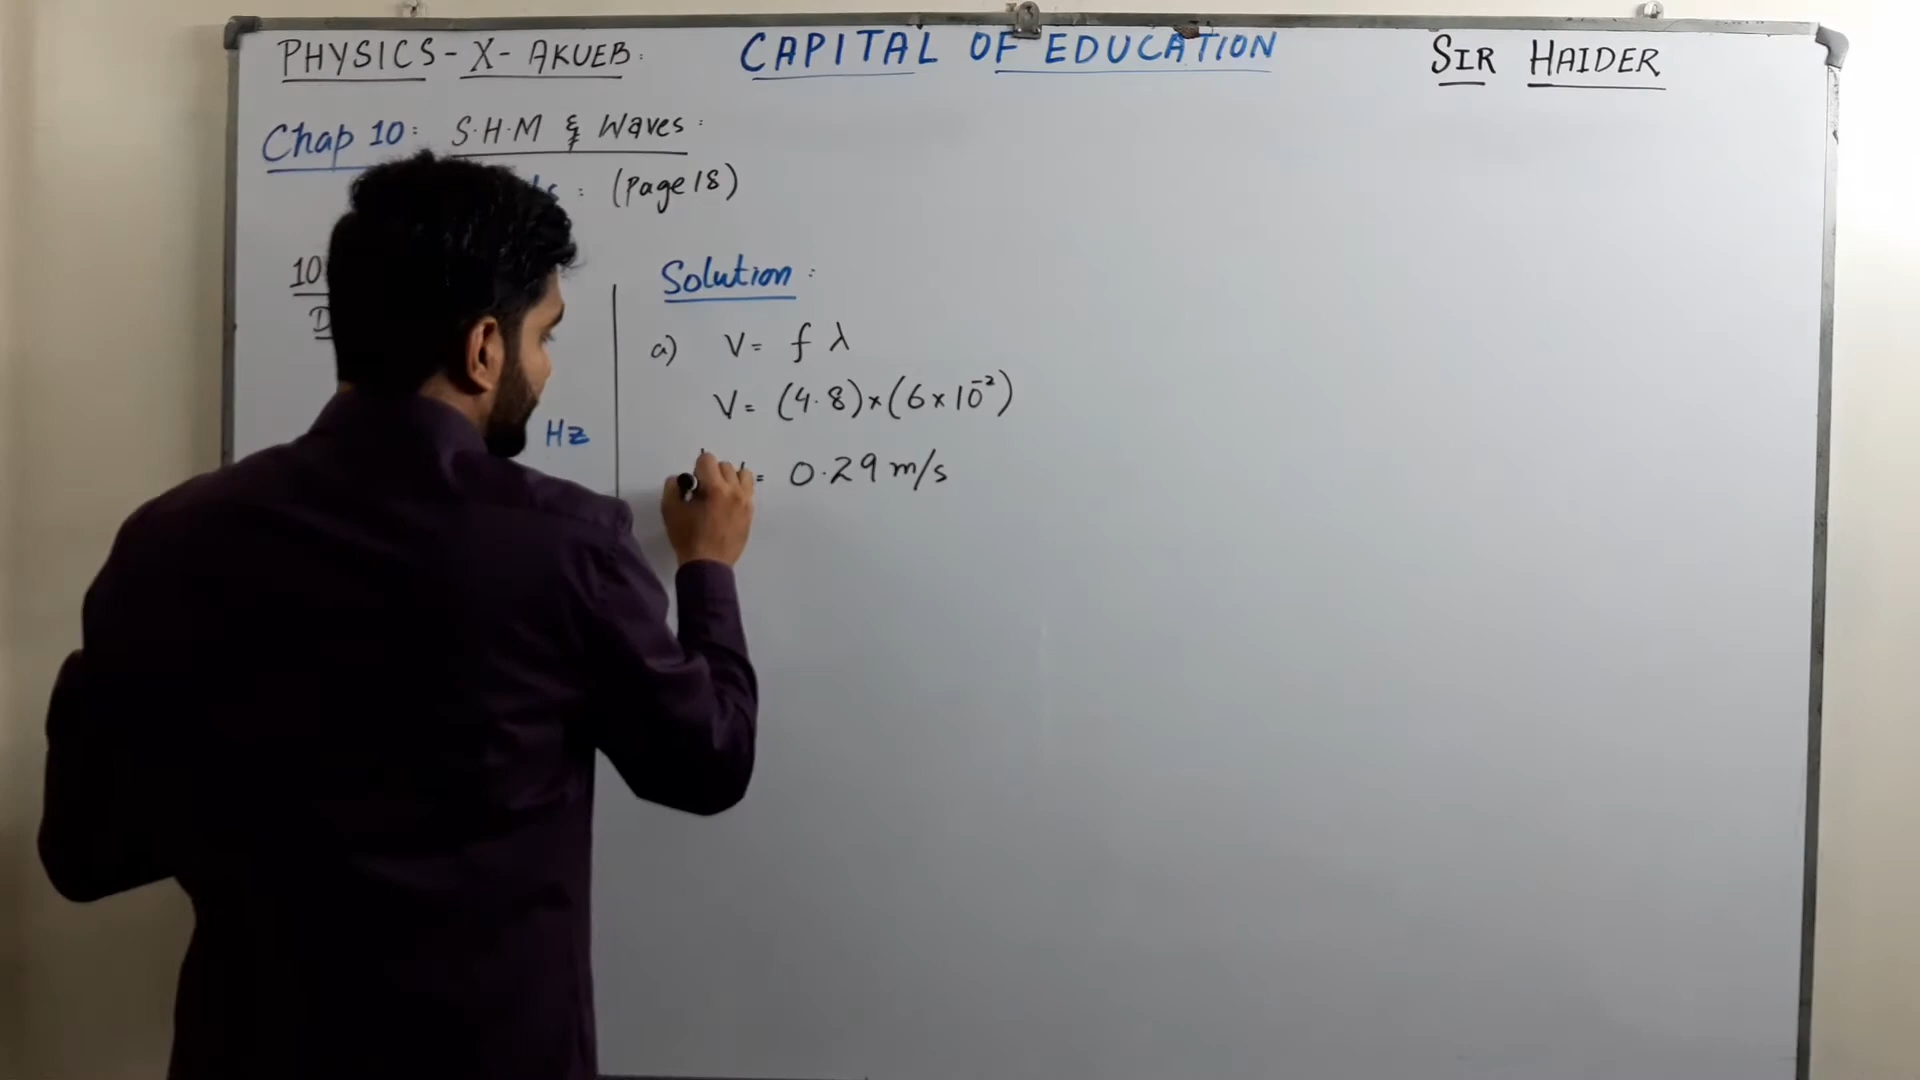 PHYSICS - X - AKUEB:
CAPITAL OF EDUCATION
SIR HAIDER
Chap 10: S.H.M & Waves:
: (Page 18)
10
D
Hz
Solution:
a) V = f λ
V = (4.8) × (6 × 10⁻²)
= 0.29 m/s